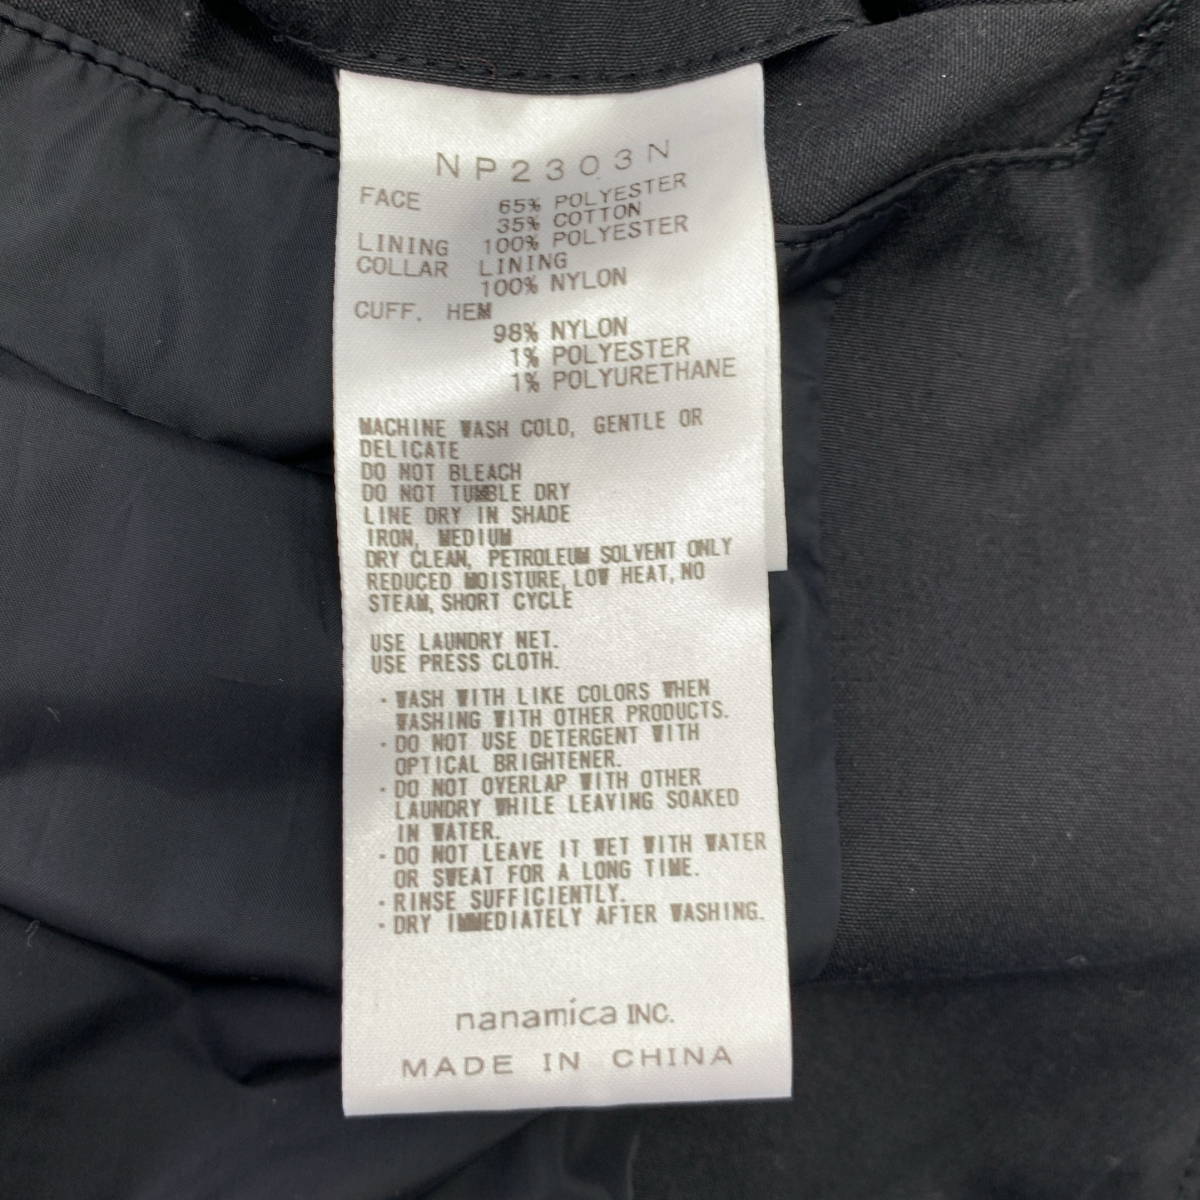 NP2303N
FACE 65% POLYESTER
35% COTTON
LINING 100% POLYESTER
COLLAR LINING
100% NYLON
CUFF. HEM
98% NYLON
1% POLYESTER
1% POLYURETHANE
MACHINE WASH COLD, GENTLE OR
DELICATE
DO NOT BLEACH
DO NOT TUMBLE DRY
LINE DRY IN SHADE
IRON, MEDIUM
DRY CLEAN, PETROLEUM SOLVENT ONLY
REDUCED MOISTURE, LOW HEAT, NO
STEAM, SHORT CYCLE
USE LAUNDRY NET.
USE PRESS CLOTH.
・WASH WITH LIKE COLORS WHEN
WASHING WITH OTHER PRODUCTS.
・DO NOT USE DETERGENT WITH
OPTICAL BRIGHTENER.
・DO NOT OVERLAP WITH OTHER
LAUNDRY WHILE LEAVING SOAKED
IN WATER.
・DO NOT LEAVE IT WET WITH WATER
OR SWEAT FOR A LONG TIME.
・RINSE SUFFICIENTLY.
・DRY IMMEDIATELY AFTER WASHING.
nanamica INC.
MADE IN CHINA